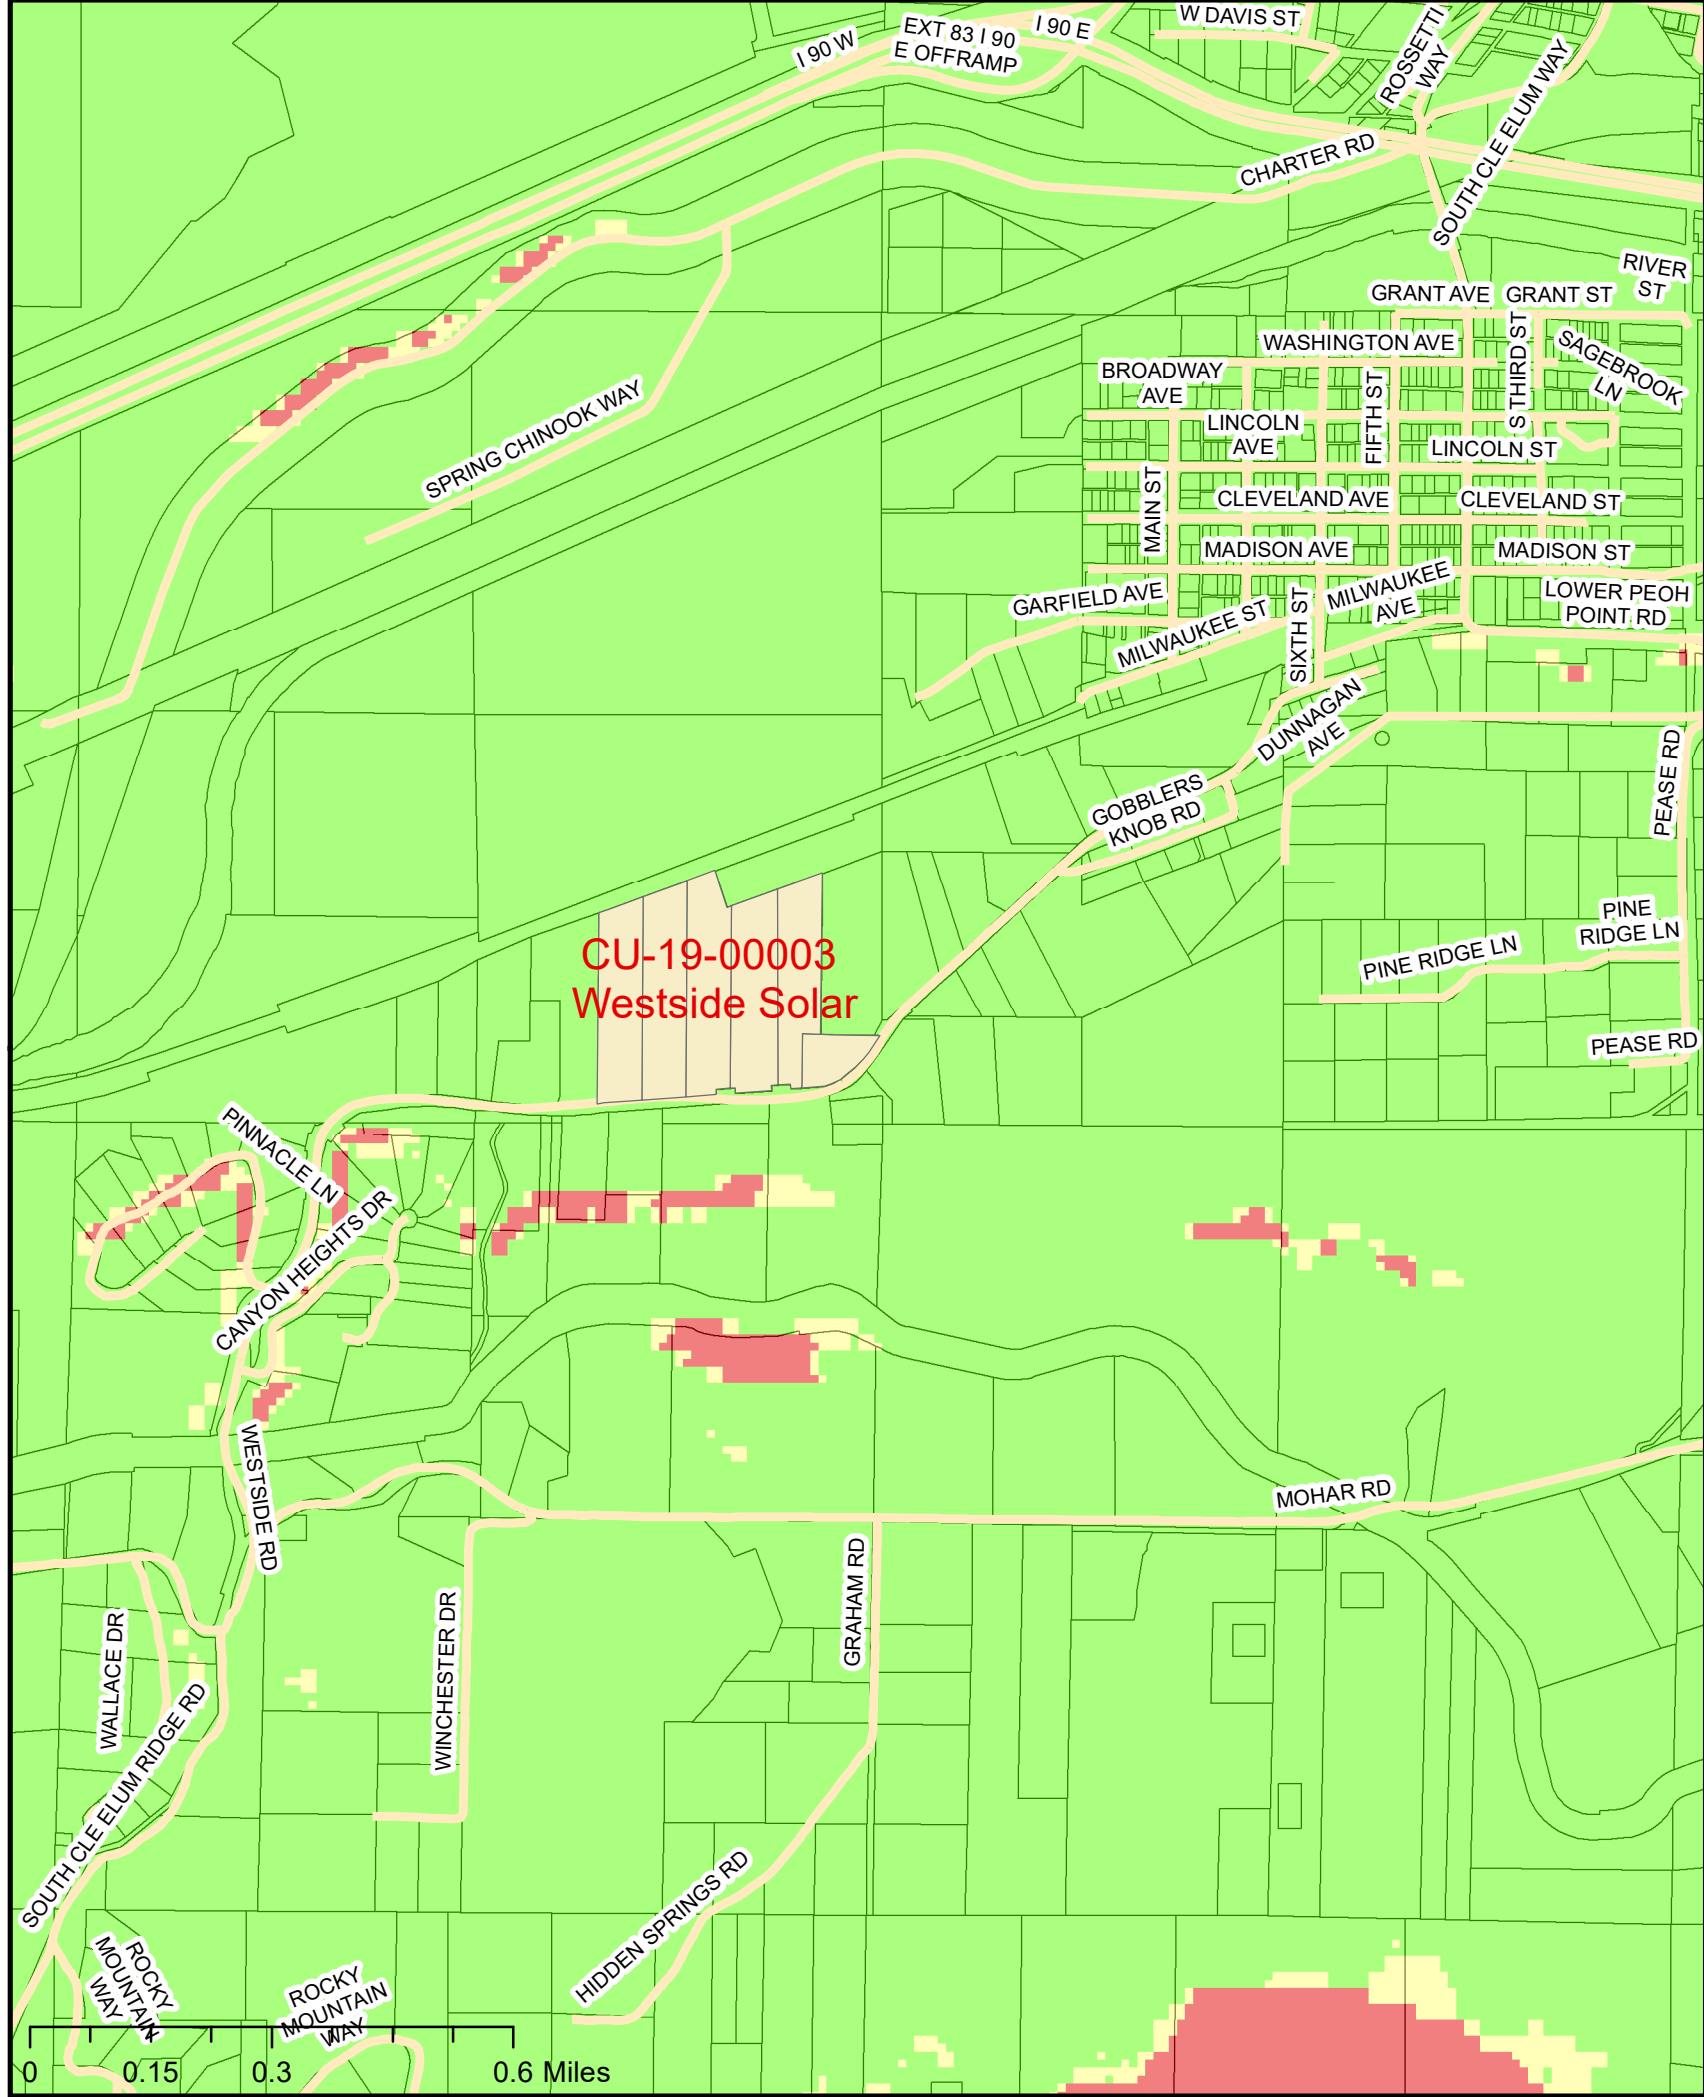 W DAVIS ST
I 90 W
EXT 83 I 90
E OFFRAMP
I 90 E
ROSSETTI
WAY
SOUTH CLE ELUM WAY
CHARTER RD
RIVER
ST
GRANT AVE
GRANT ST
WASHINGTON AVE
S THIRD ST
SAGEBROOK
LN
BROADWAY
AVE
FIFTH ST
SPRING CHINOOK WAY
LINCOLN
AVE
LINCOLN ST
MAIN ST
CLEVELAND AVE
CLEVELAND ST
MADISON AVE
MADISON ST
GARFIELD AVE
MILWAUKEE ST
SIXTH ST
MILWAUKEE
AVE
LOWER PEOH
POINT RD
DUNNAGAN
AVE
PEASE RD
GOBBLERS
KNOB RD
PINE
RIDGE LN
PINE RIDGE LN
CU-19-00003
Westside Solar
PEASE RD
PINNACLE LN
CANYON HEIGHTS DR
WESTSIDE RD
MOHAR RD
GRAHAM RD
WALLACE DR
WINCHESTER DR
SOUTH CLE ELUM RIDGE RD
HIDDEN SPRINGS RD
ROCKY
MOUNTAIN
WAY
ROCKY
MOUNTAIN
WAY
0 0.15 0.3 0.6 Miles